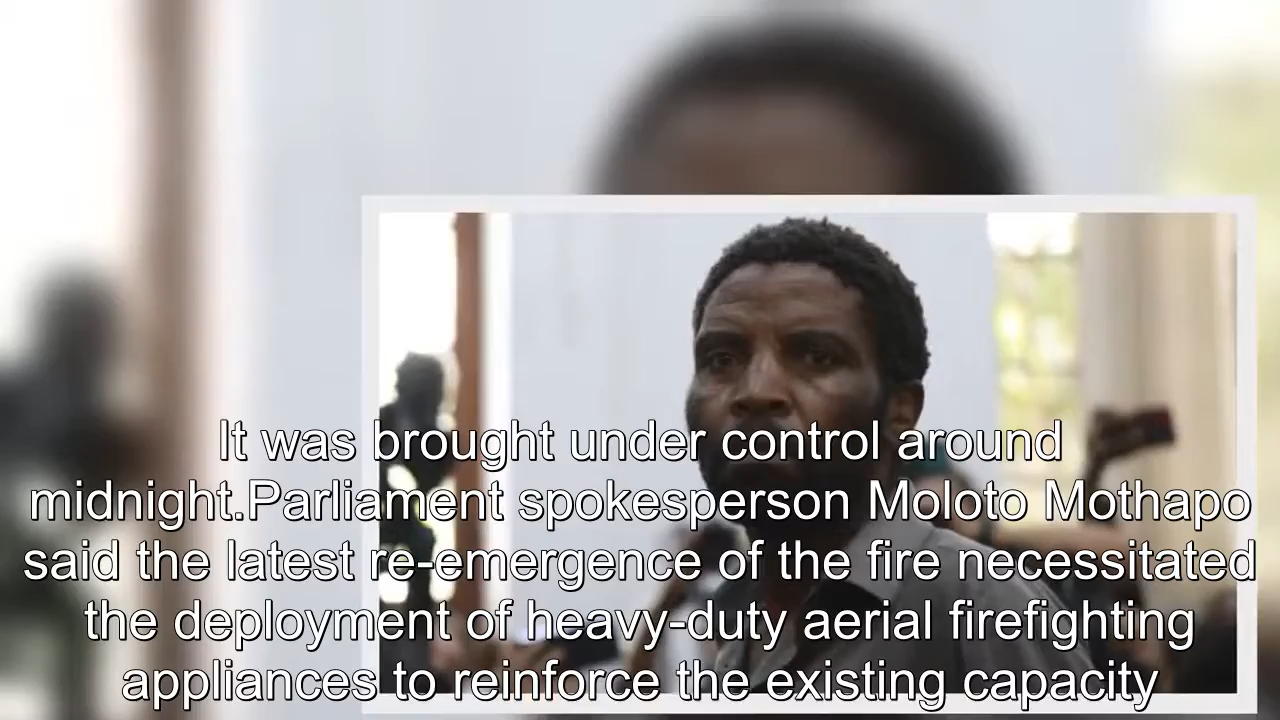 It was brought under control around
midnight.Parliament spokesperson Moloto Mothapo
said the latest re-emergence of the fire necessitated
the deployment of heavy-duty aerial firefighting
appliances to reinforce the existing capacity